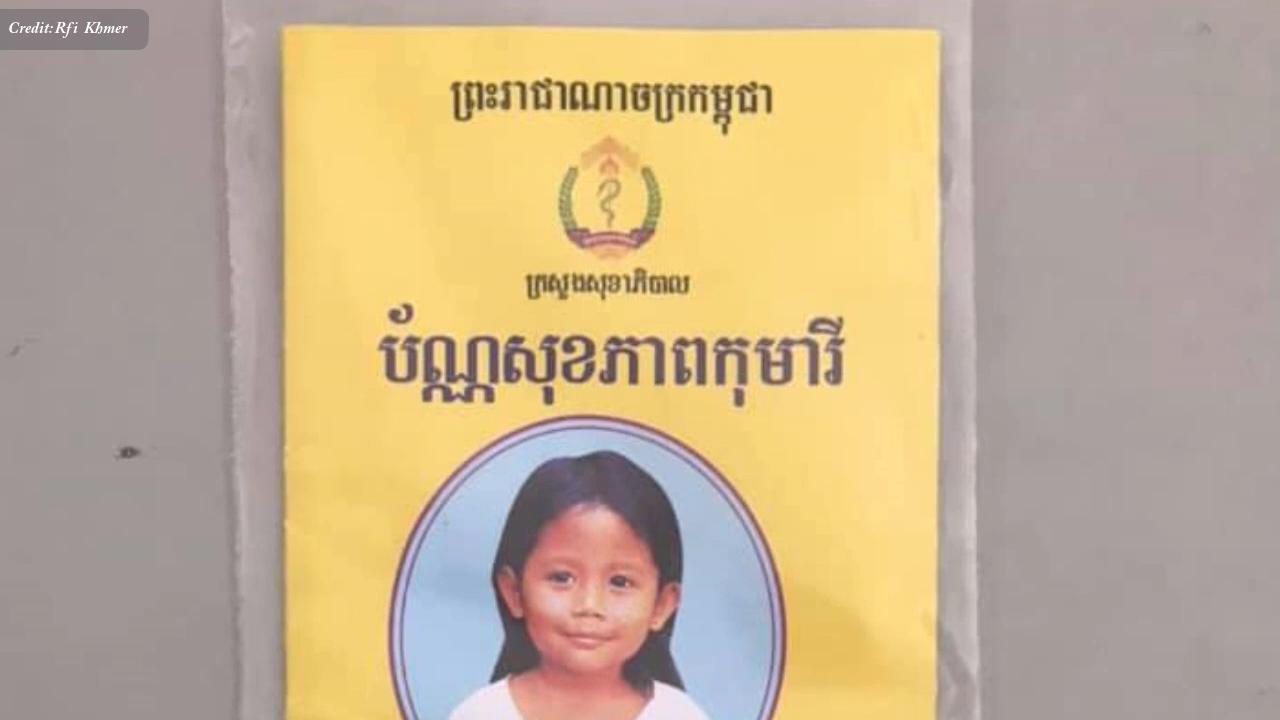 Credit:Rfi Khmer
ព្រះរាជាណាចក្រកម្ពុជា
ក្រសួងសុខាភិបាល
ប័ណ្ណសុខភាពកុមារី